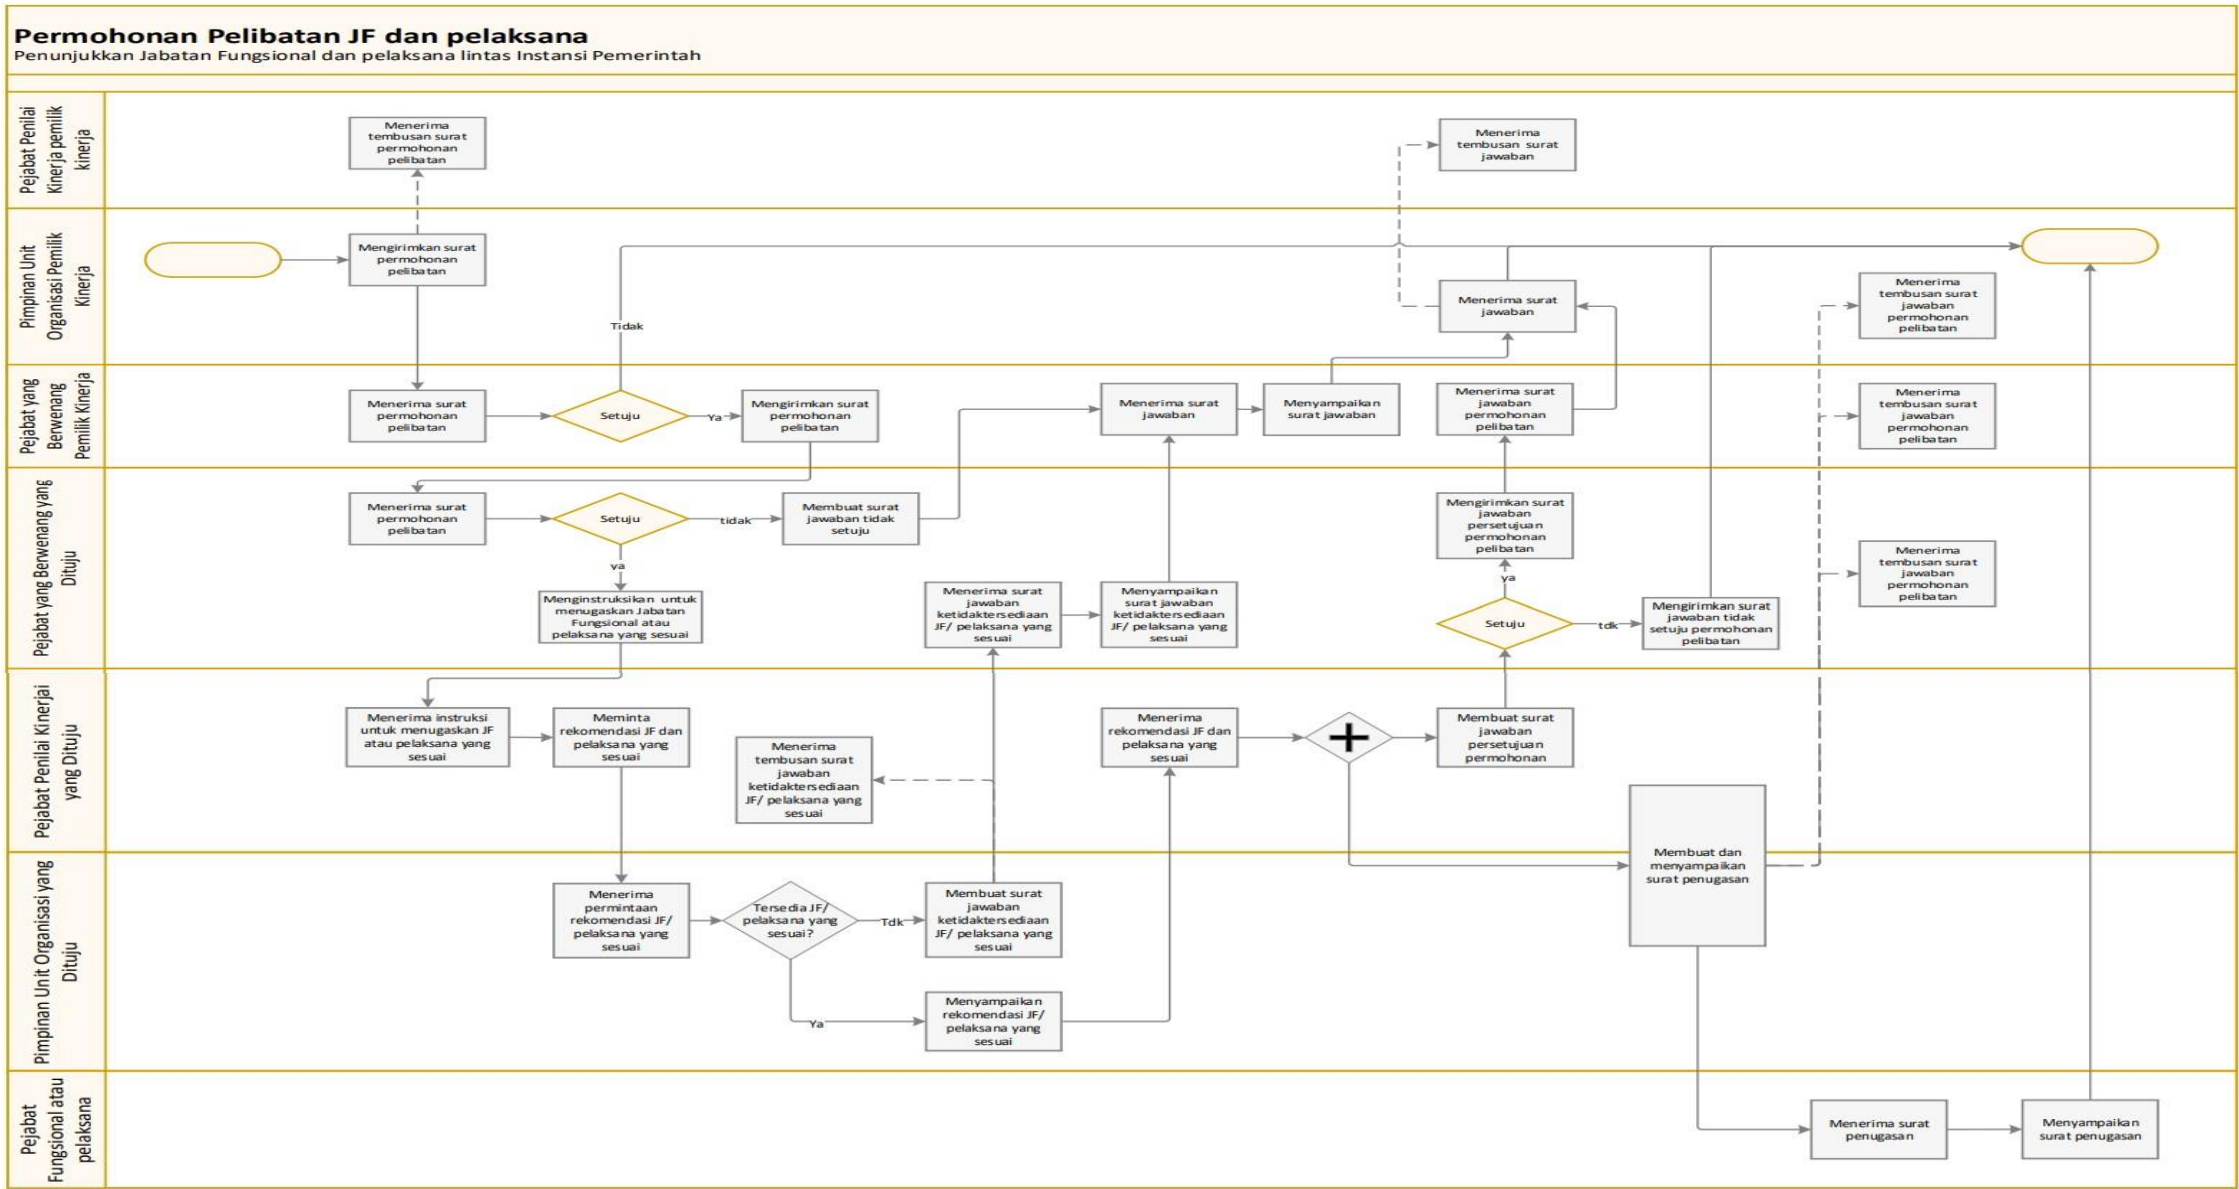 Permohonan Pelibatan JF dan pelaksana
Penunjukkan Jabatan Fungsional dan pelaksana lintas Instansi Pemerintah
Pejabat Penilai
Kinerja pemilik
kinerja
Menerima
tembusan surat
permohonan
pelibatan
Menerima
tembusan surat
jawaban
Pimpinan Unit
Organisasi Pemilik
Kinerja
Mengirimkan surat
permohonan
pelibatan
Tidak
Menerima surat
jawaban
Menerima
tembusan surat
jawaban
permohonan
pelibatan
Pejabat yang
Berwenang
Pemilik Kinerja
Menerima surat
permohonan
pelibatan
Setuju
Ya
Mengirimkan surat
permohonan
pelibatan
Menerima surat
jawaban
Menyampaikan
surat jawaban
Menerima surat
jawaban
permohonan
pelibatan
Menerima
tembusan surat
jawaban
permohonan
pelibatan
Pejabat yang Berwenang yang
Dituju
Menerima surat
permohonan
pelibatan
Setuju
tidak
Membuat surat
jawaban tidak
setuju
ya
Menginstruksikan untuk
menugaskan Jabatan
Fungsional atau
pelaksana yang sesuai
Menerima surat
jawaban
ketidaktersediaan
JF/ pelaksana yang
sesuai
Menyampaikan
surat jawaban
ketidaktersediaan
JF/ pelaksana yang
sesuai
Mengirimkan surat
jawaban
persetujuan
permohonan
pelibatan
ya
Setuju
tdk
Mengirimkan surat
jawaban tidak
setuju permohonan
pelibatan
Menerima
tembusan surat
jawaban
permohonan
pelibatan
Pejabat Penilai Kinerjai
yang Dituju
Menerima instruksi
untuk menugaskan JF
atau pelaksana yang
sesuai
Meminta
rekomendasi JF dan
pelaksana yang
sesuai
Menerima
tembusan surat
jawaban
ketidaktersediaan
JF/ pelaksana yang
sesuai
Menerima
rekomendasi JF dan
pelaksana yang
sesuai
Membuat surat
jawaban
persetujuan
permohonan
Membuat dan
menyampaikan
surat penugasan
Pimpinan Unit Organisasi yang
Dituju
Menerima
permintaan
rekomendasi JF/
pelaksana yang
sesuai
Tersedia JF/
pelaksana yang
sesuai?
Tdk
Membuat surat
jawaban
ketidaktersediaan
JF/ pelaksana yang
sesuai
Ya
Menyampaikan
rekomendasi JF/
pelaksana yang
sesuai
Pejabat
Fungsional atau
pelaksana
Menerima surat
penugasan
Menyampaikan
surat penugasan